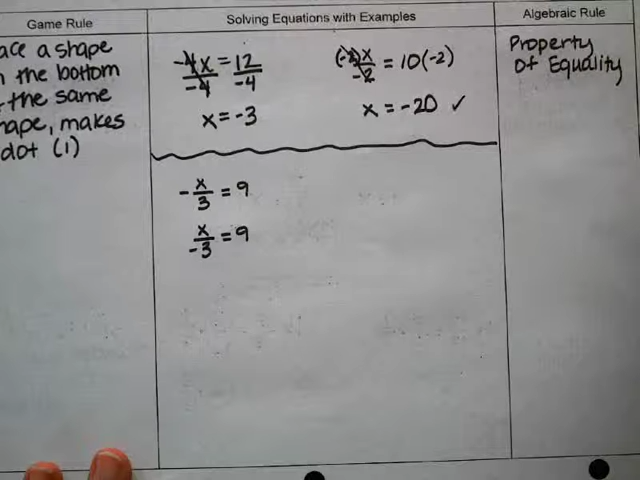 Game Rule
Solving Equations with Examples
Algebraic Rule
ace a shape
n the bottom
the same
hape, makes
dot (1)
-4x = 12
-4 -4
x = -3
(-2) x = 10(-2)
-2
x = -20 ✓
- x/3 = 9
x/-3 = 9
Property
Of Equality